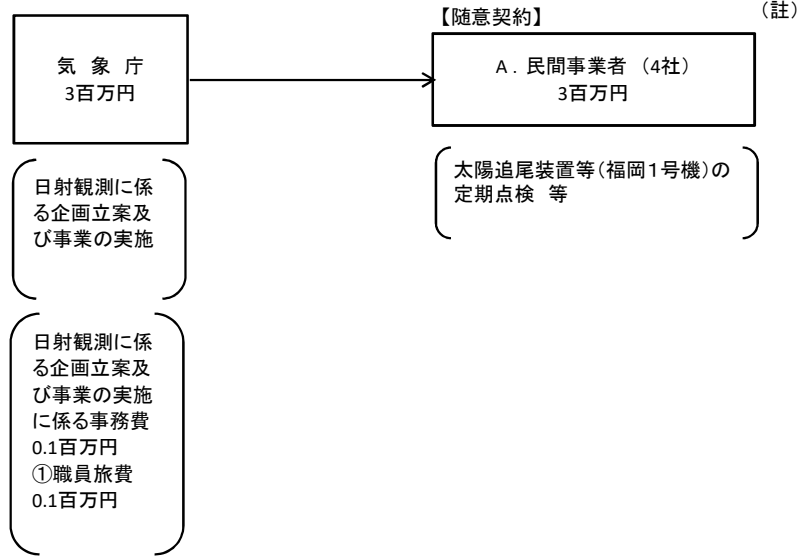 【随意契約】
（註）
気 象 庁
3百万円
A . 民間事業者 （4社）
3百万円
日射観測に係
る企画立案及
び事業の実施
太陽追尾装置等（福岡１号機）の
定期点検 等
日射観測に係
る企画立案及
び事業の実施
に係る事務費
0.1百万円
①職員旅費
0.1百万円